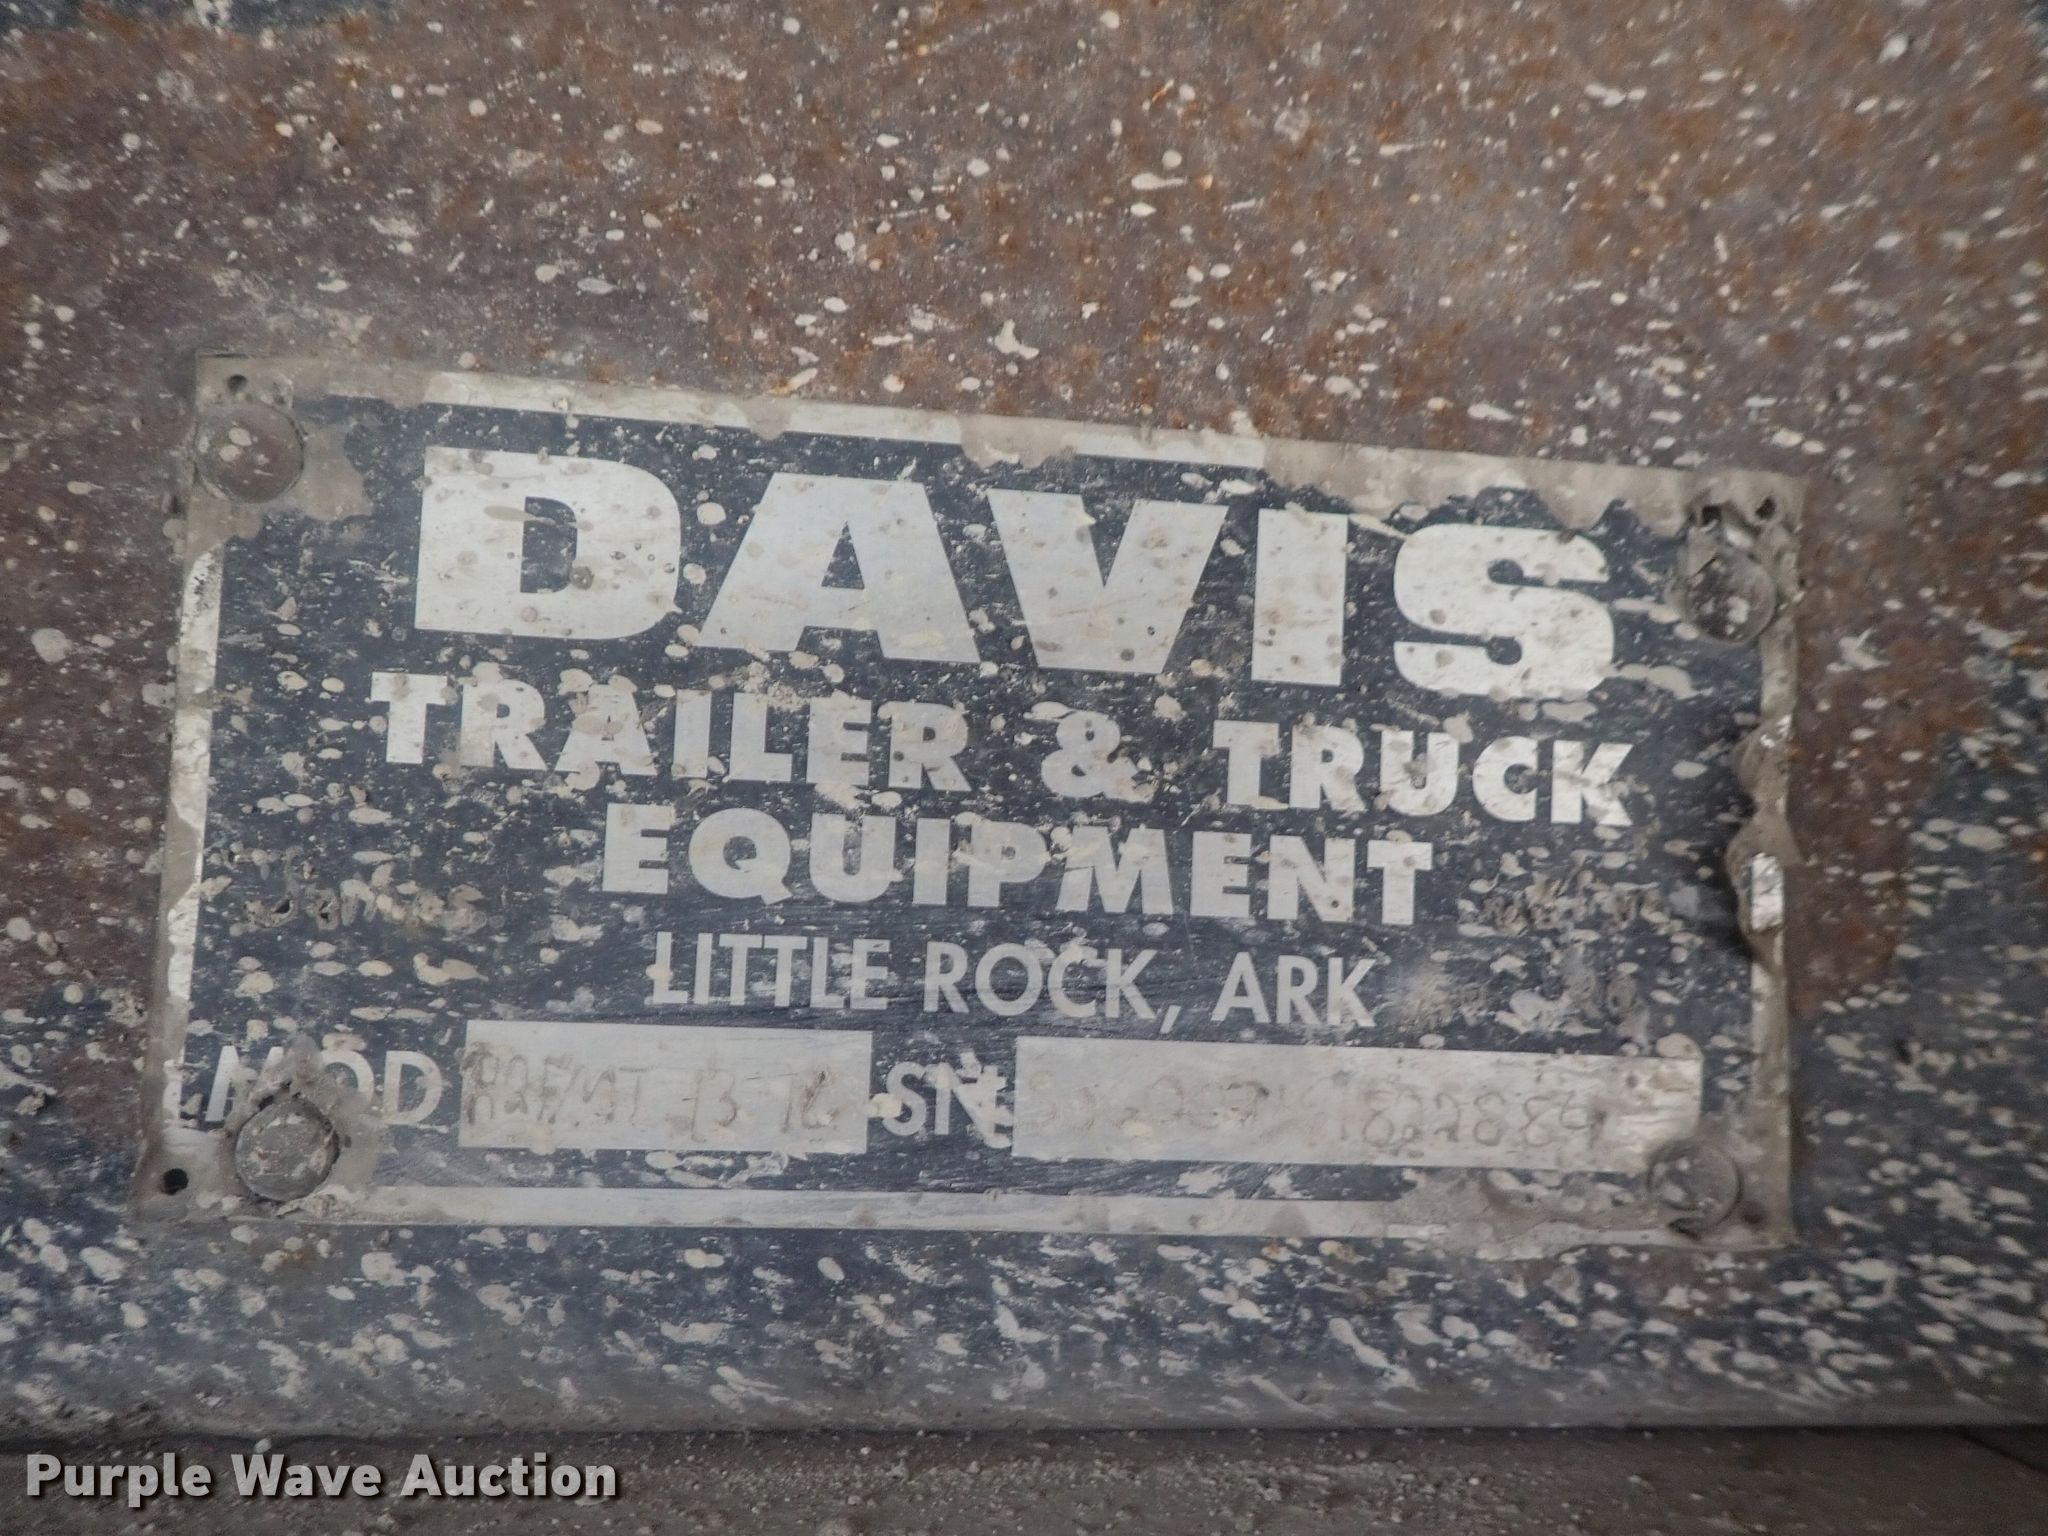 DAVIS
TRAILER & TRUCK
EQUIPMENT
LITTLE ROCK, ARK
MOD SN
Purple Wave Auction